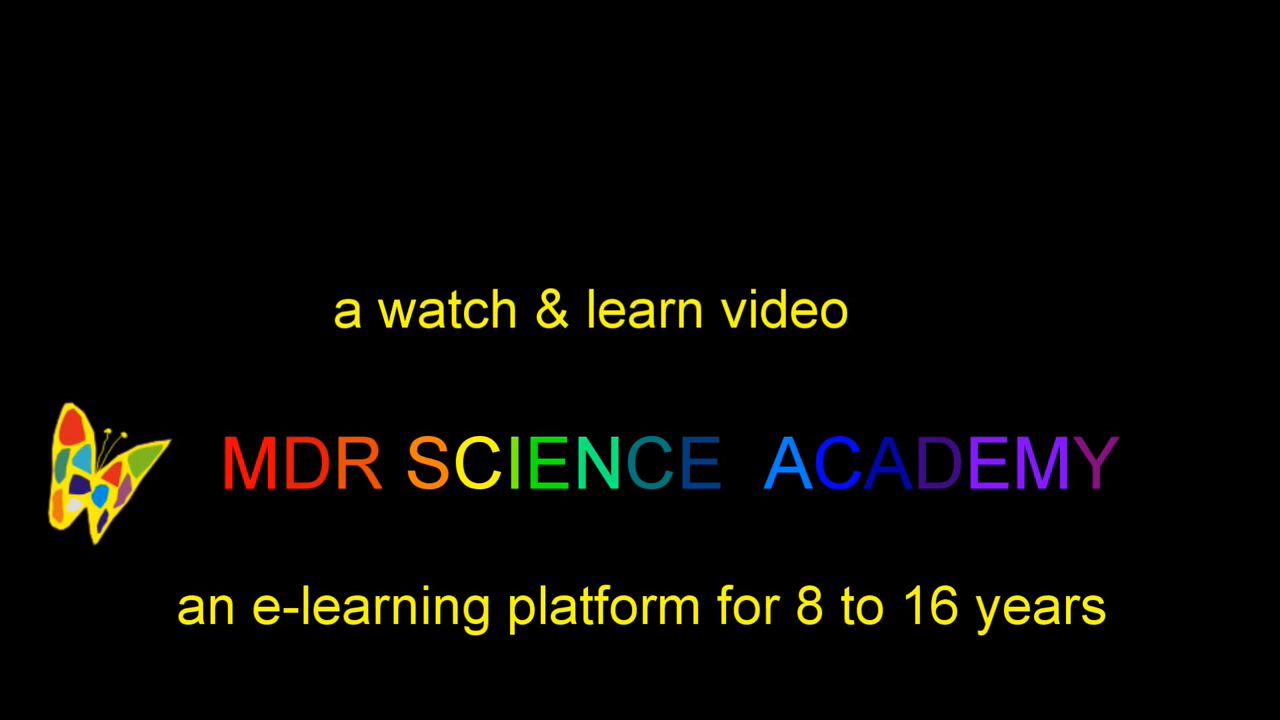 a watch & learn video
MDR SCIENCE ACADEMY
an e-learning platform for 8 to 16 years